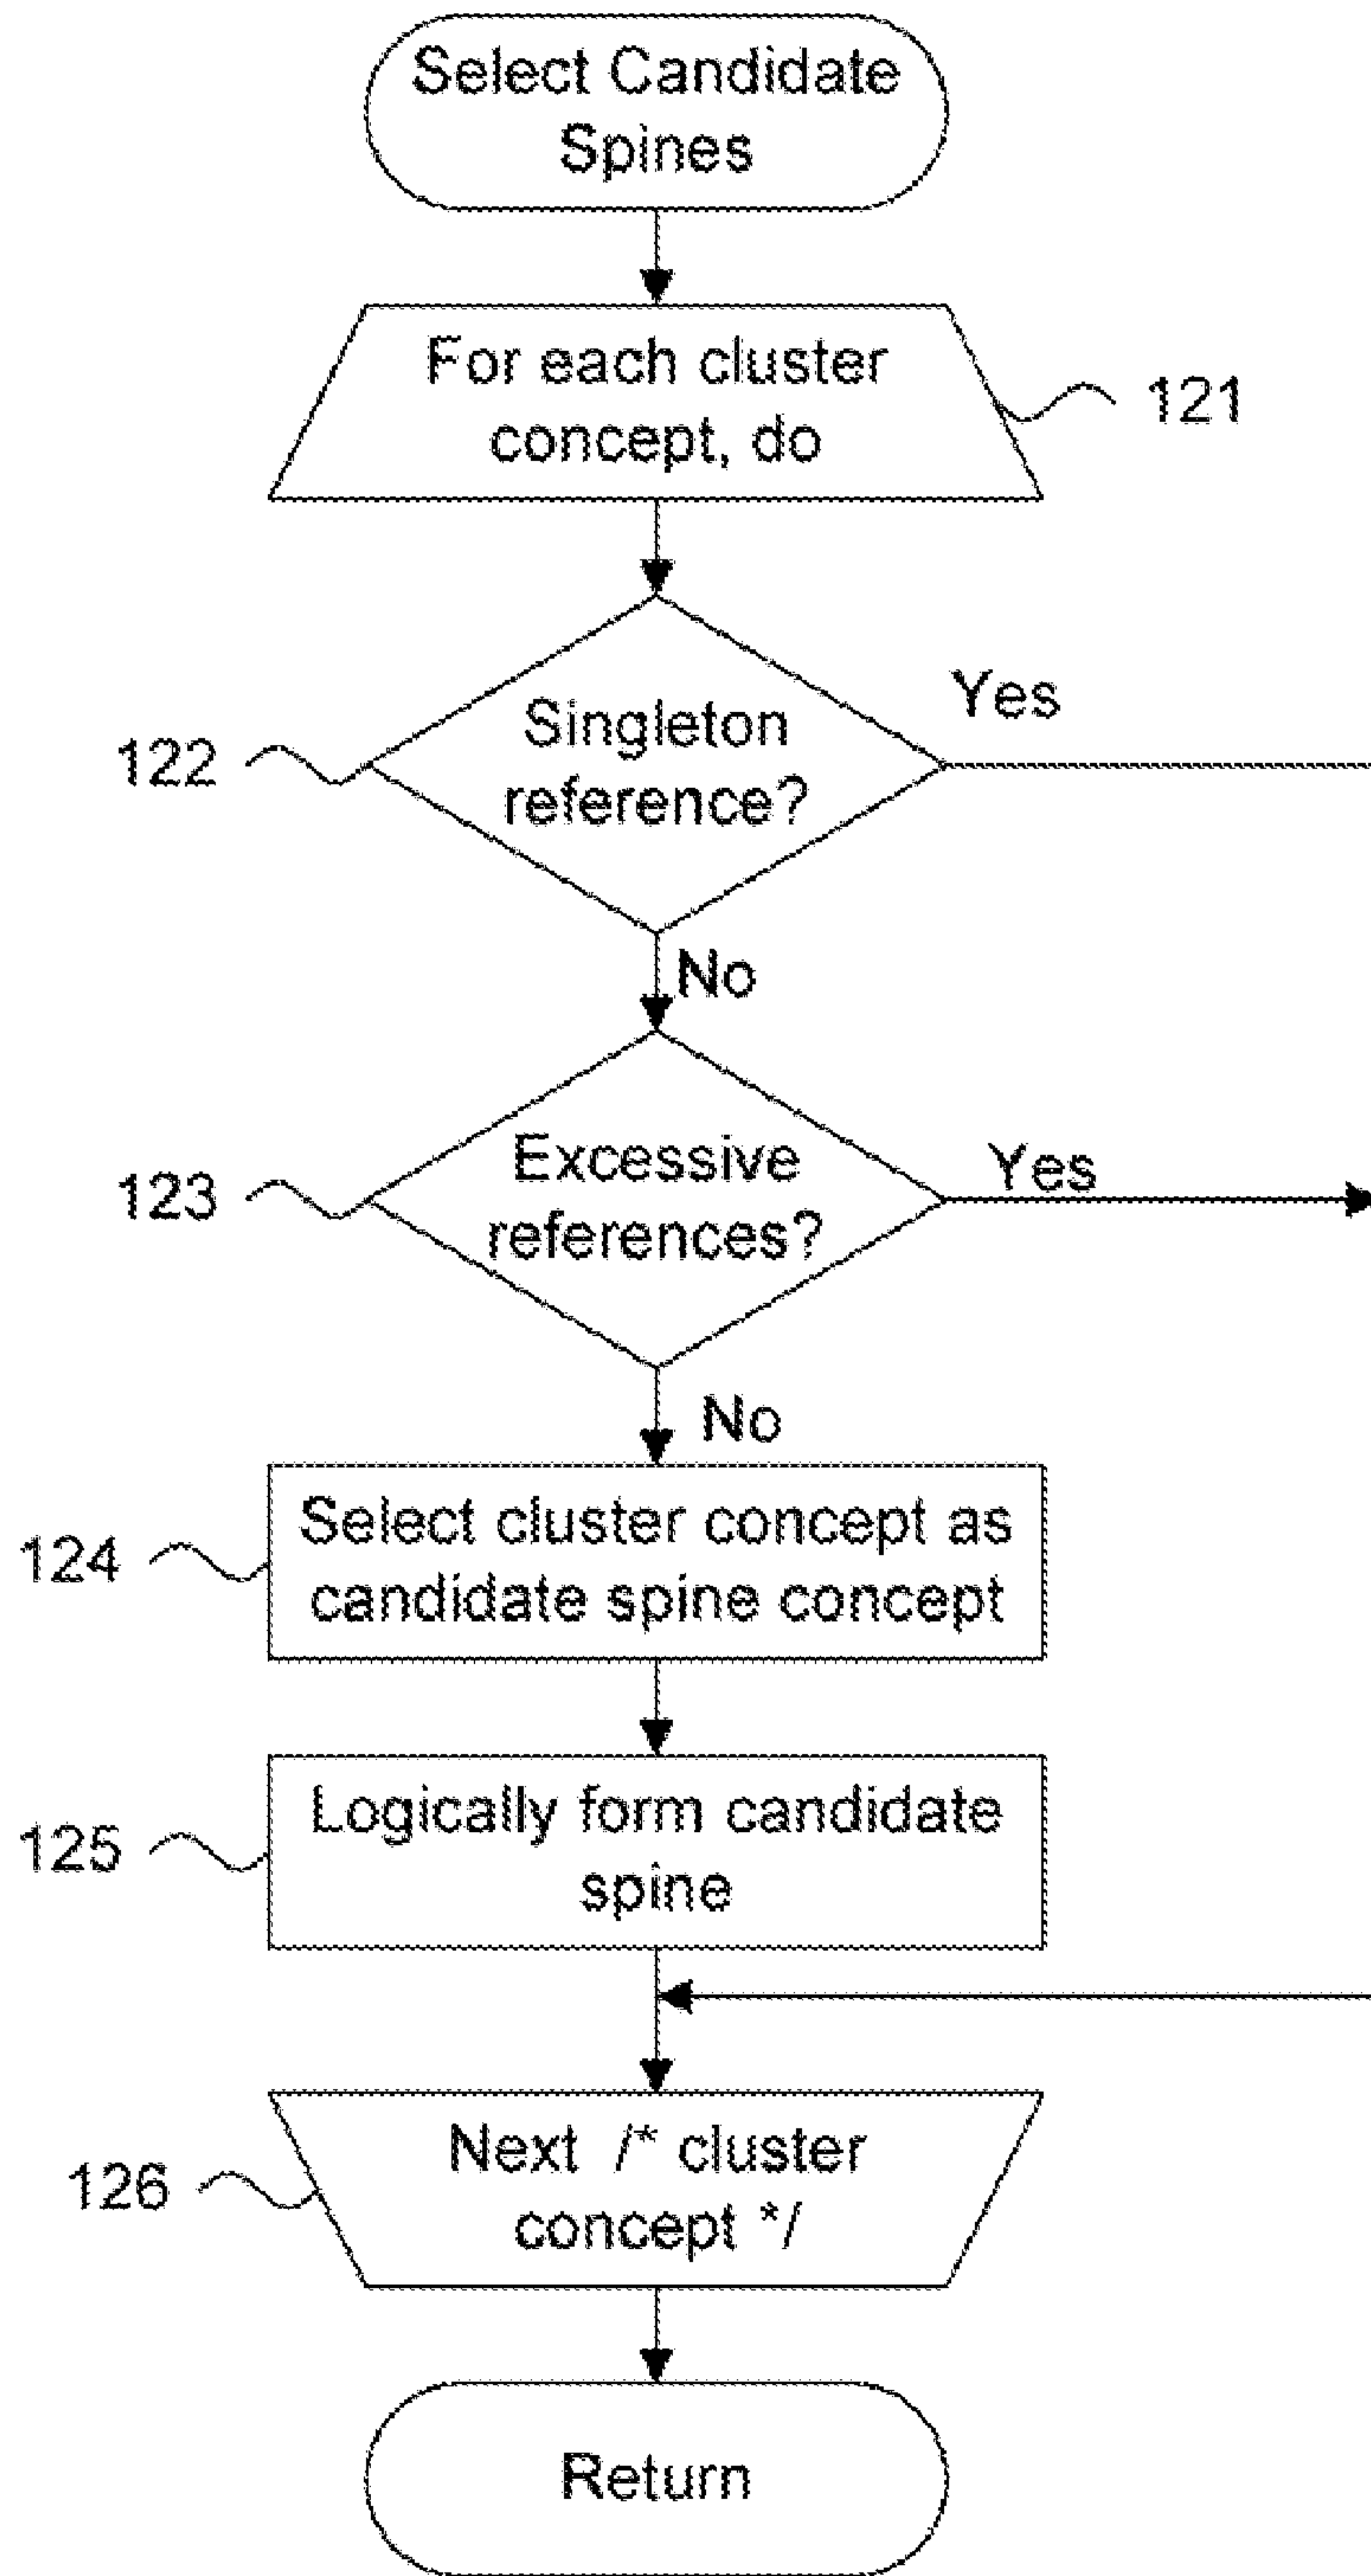 Select Candidate
Spines
For each cluster
concept, do
121
Singleton
reference?
122
Yes
No
Excessive
references?
123
Yes
No
Select cluster concept as
candidate spine concept
124
Logically form candidate
spine
125
Next /* cluster
concept */
126
Return